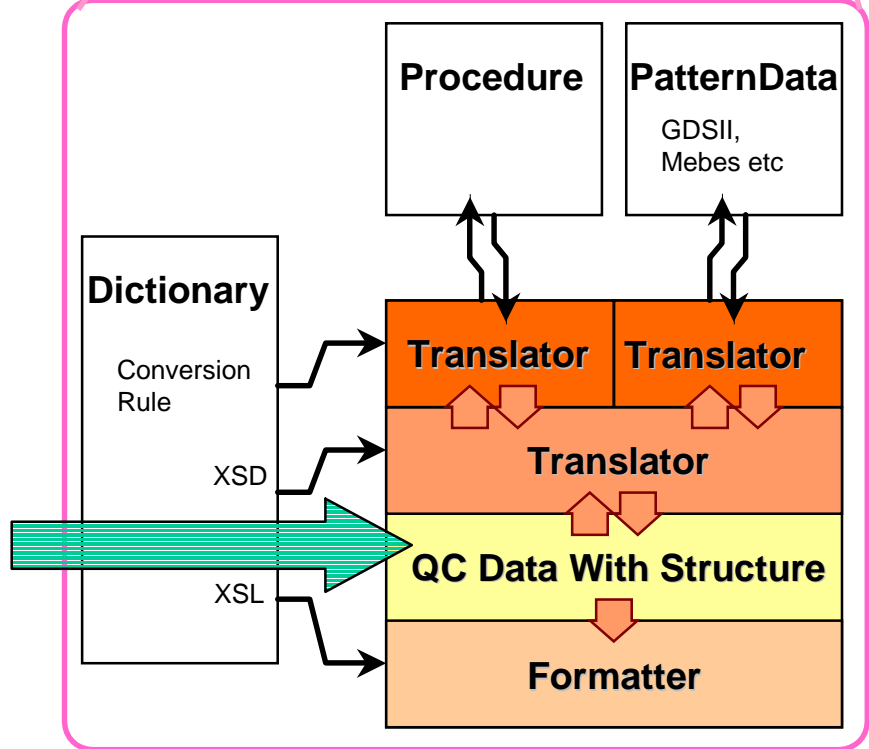 Procedure
PatternData
GDSII,
Mebes etc
Dictionary
Conversion
Rule
XSD
XSL
Translator
Translator
Translator
QC Data With Structure
Formatter